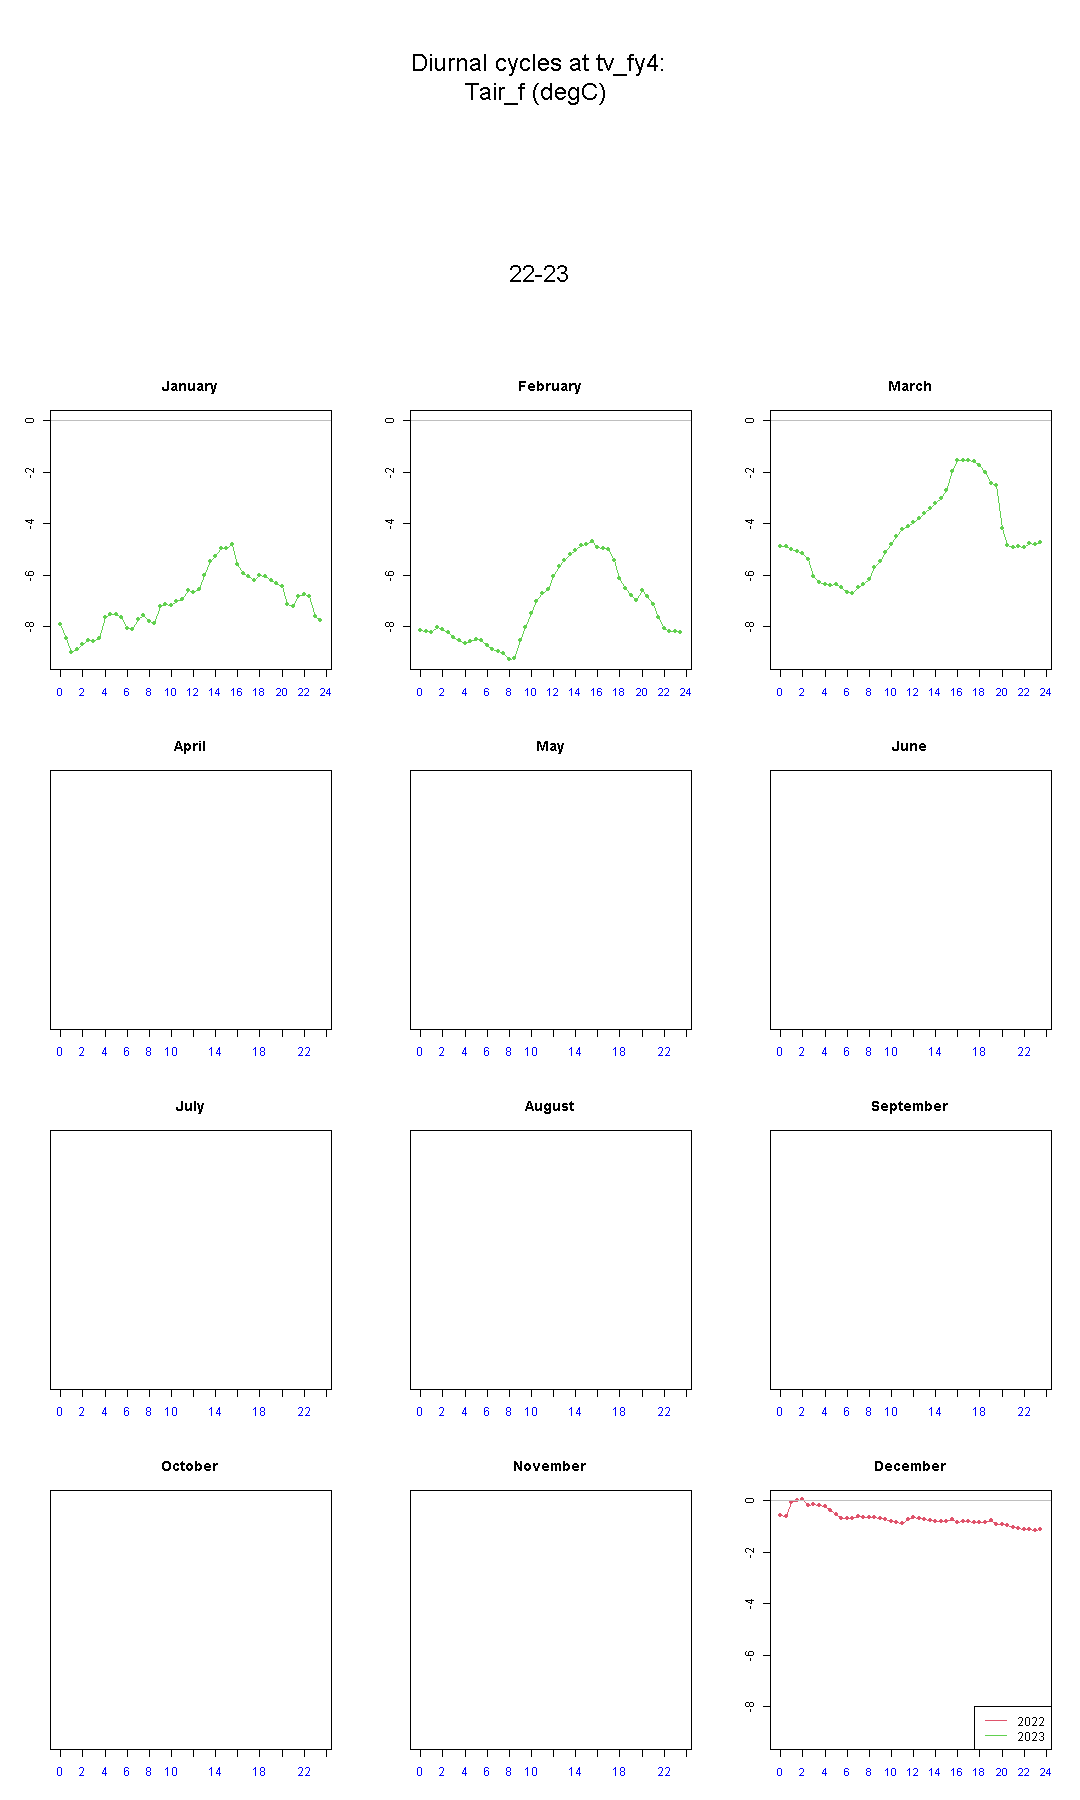 Diurnal cycles at tv_fy4:
Tair_f (degC)
22-23
January February March
0 0 0
-2 -2 -2
-4 -4 -4
-6 -6 -6
-8 -8 -8
0 2 4 6 8 10 12 14 16 18 20 22 24 0 2 4 6 8 10 12 14 16 18 20 22 24 0 2 4 6 8 10 12 14 16 18 20 22 24
April May June
0 2 4 6 8 10 14 18 22 0 2 4 6 8 10 14 18 22 0 2 4 6 8 10 14 18 22
July August September
0 2 4 6 8 10 14 18 22 0 2 4 6 8 10 14 18 22 0 2 4 6 8 10 14 18 22
October November December
0
-2
-4
-6
-8
2022
2023
0 2 4 6 8 10 14 18 22 0 2 4 6 8 10 14 18 22 0 2 4 6 8 10 12 14 16 18 20 22 24